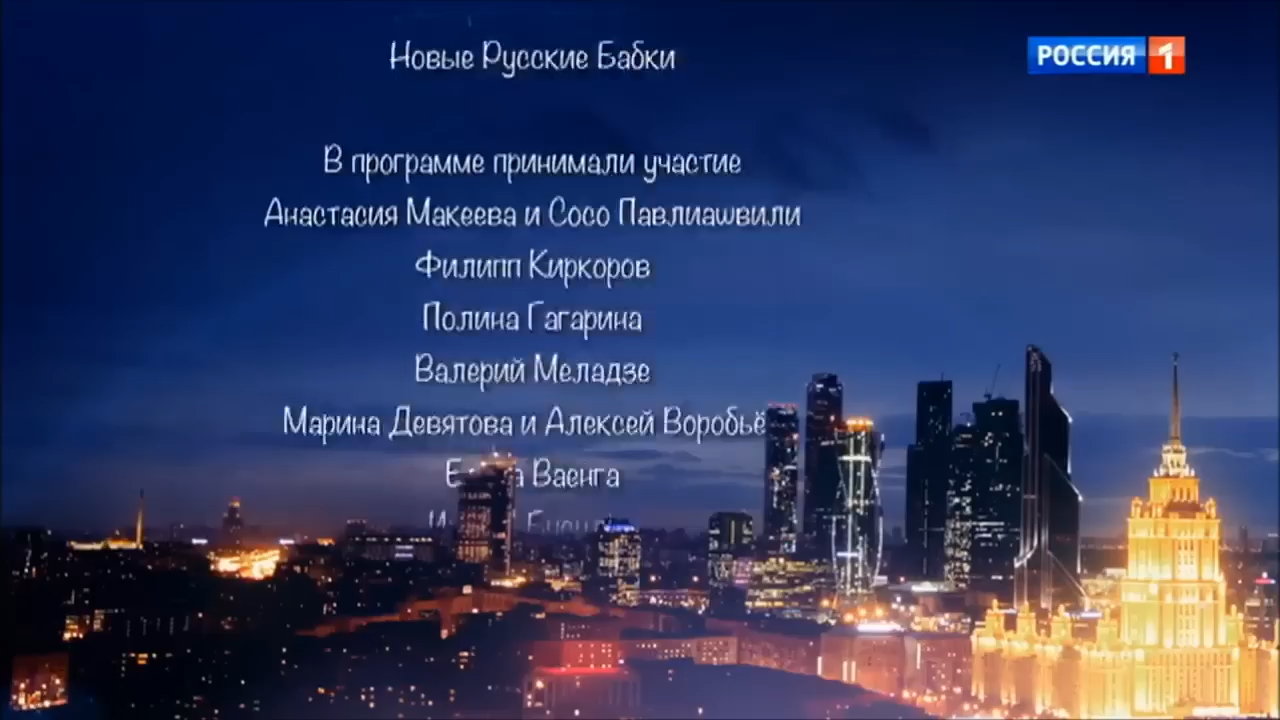 Новые Русские Бабки
РОССИЯ 1
В программе принимали участие
Анастасия Макеева и Сосо Павлиашвили
Филипп Киркоров
Полина Гагарина
Валерий Меладзе
Марина Девятова и Алексей Воробьё
Ваенга